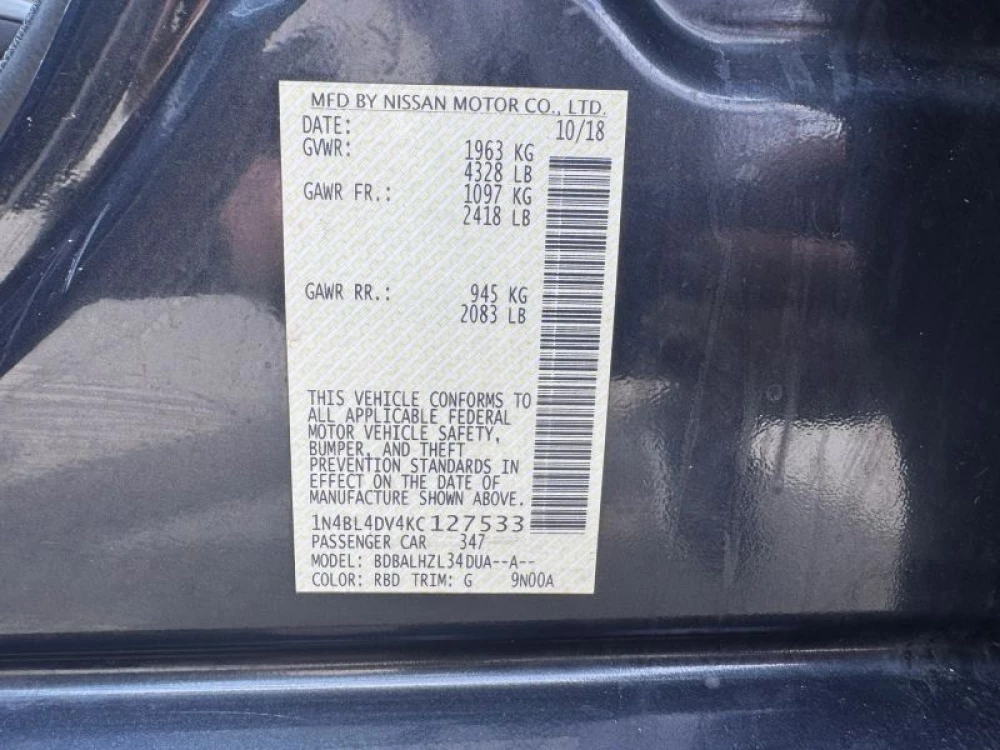 MFD BY NISSAN MOTOR CO., LTD.
DATE: 10/18
GVWR: 1963 KG
4328 LB
GAWR FR.: 1097 KG
2418 LB
GAWR RR.: 945 KG
2083 LB
THIS VEHICLE CONFORMS TO
ALL APPLICABLE FEDERAL
MOTOR VEHICLE SAFETY,
BUMPER, AND THEFT
PREVENTION STANDARDS IN
EFFECT ON THE DATE OF
MANUFACTURE SHOWN ABOVE.
1N4BL4DV4KC127533
PASSENGER CAR 347
MODEL: BDBALHZL34DUA--A--
COLOR: RBD TRIM: G 9N00A